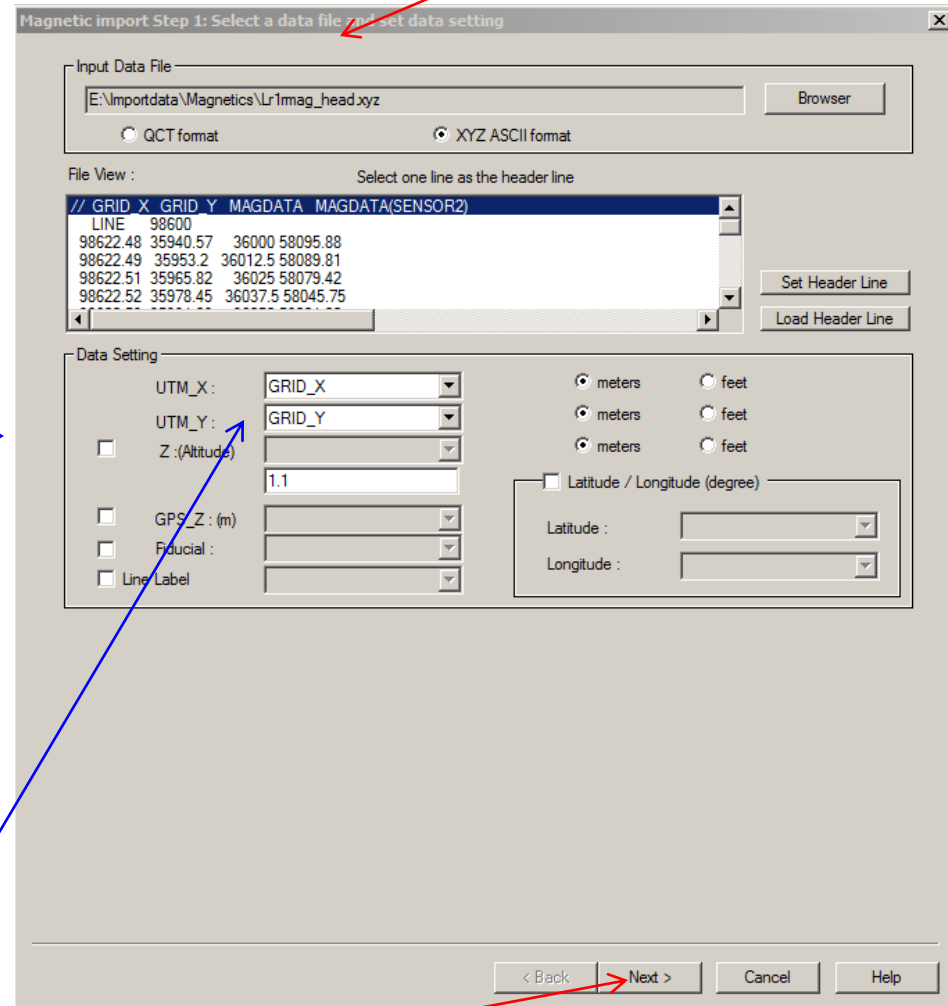 Magnetic import Step 1: Select a data file and set data setting
Input Data File
E:\Importdata\Magnetics\Lr1mag_head.xyz
Browser
QCT format XYZ ASCII format
File View : Select one line as the header line
// GRID_X GRID_Y MAGDATA MAGDATA(SENSOR2)
LINE 98600
98622.48 35940.57 36000 58095.88
98622.49 35953.2 36012.5 58089.81
98622.51 35965.82 36025 58079.42
98622.52 35978.45 36037.5 58045.75
Set Header Line
Load Header Line
Data Setting
UTM_X : GRID_X meters feet
UTM_Y : GRID_Y meters feet
Z :(Altitude) meters feet
1.1
Latitude / Longitude (degree)
GPS_Z : (m)
Latitude :
Fiducial :
Longitude :
Line Label
< Back Next > Cancel Help